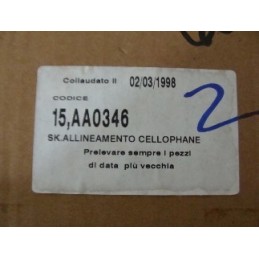 Collaudato Il 02/03/1998
CODICE
15,AA0346
SK.ALLINEAMENTO CELLOPHANE
Prelevare sempre i pezzi
di data più vecchia
2